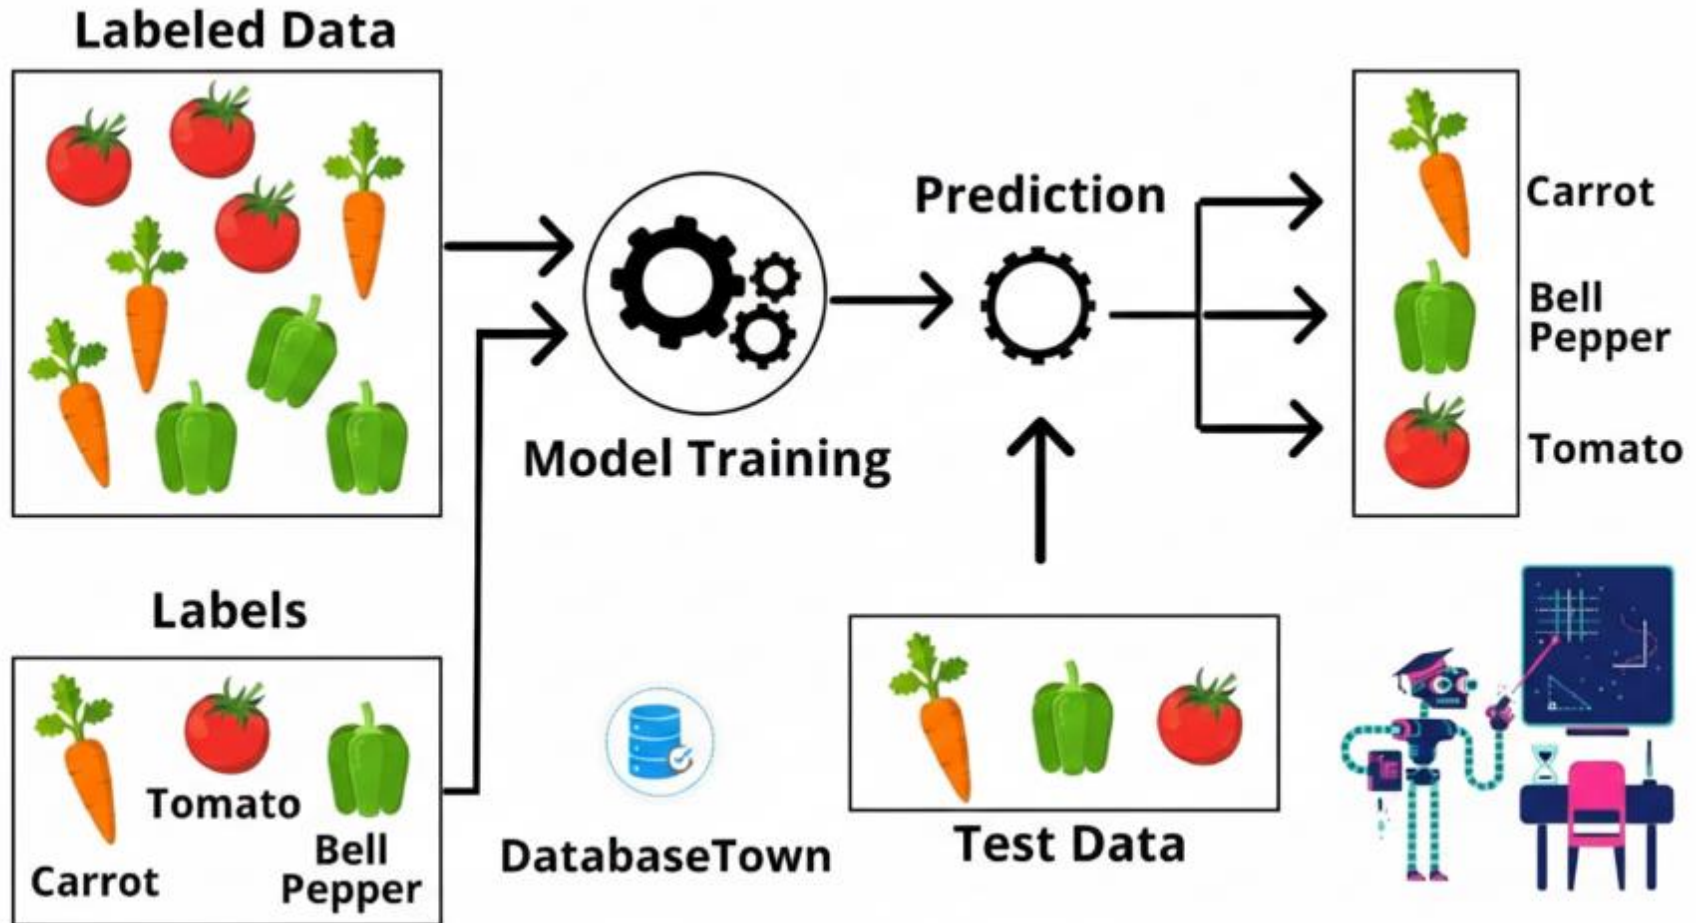 Labeled Data
Prediction
Carrot
Bell
Pepper
Tomato
Model Training
Labels
Carrot
Tomato
Bell
Pepper
DatabaseTown
Test Data